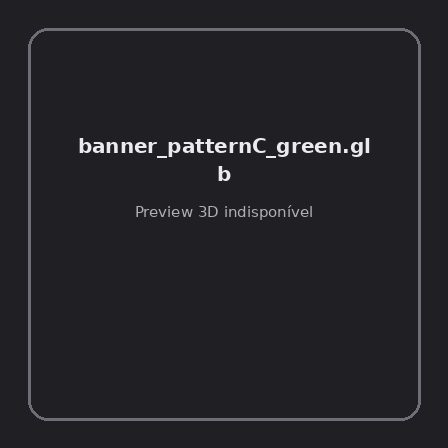 banner_patternC_green.gl
b
Preview 3D indisponível